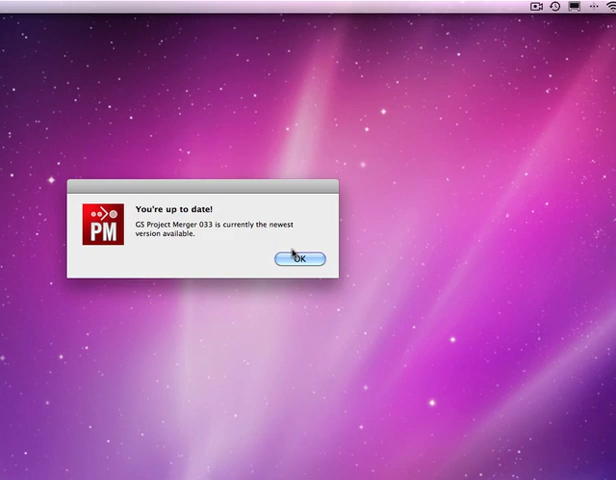 You're up to date!
GS Project Merger 033 is currently the newest
version available.
PM
OK